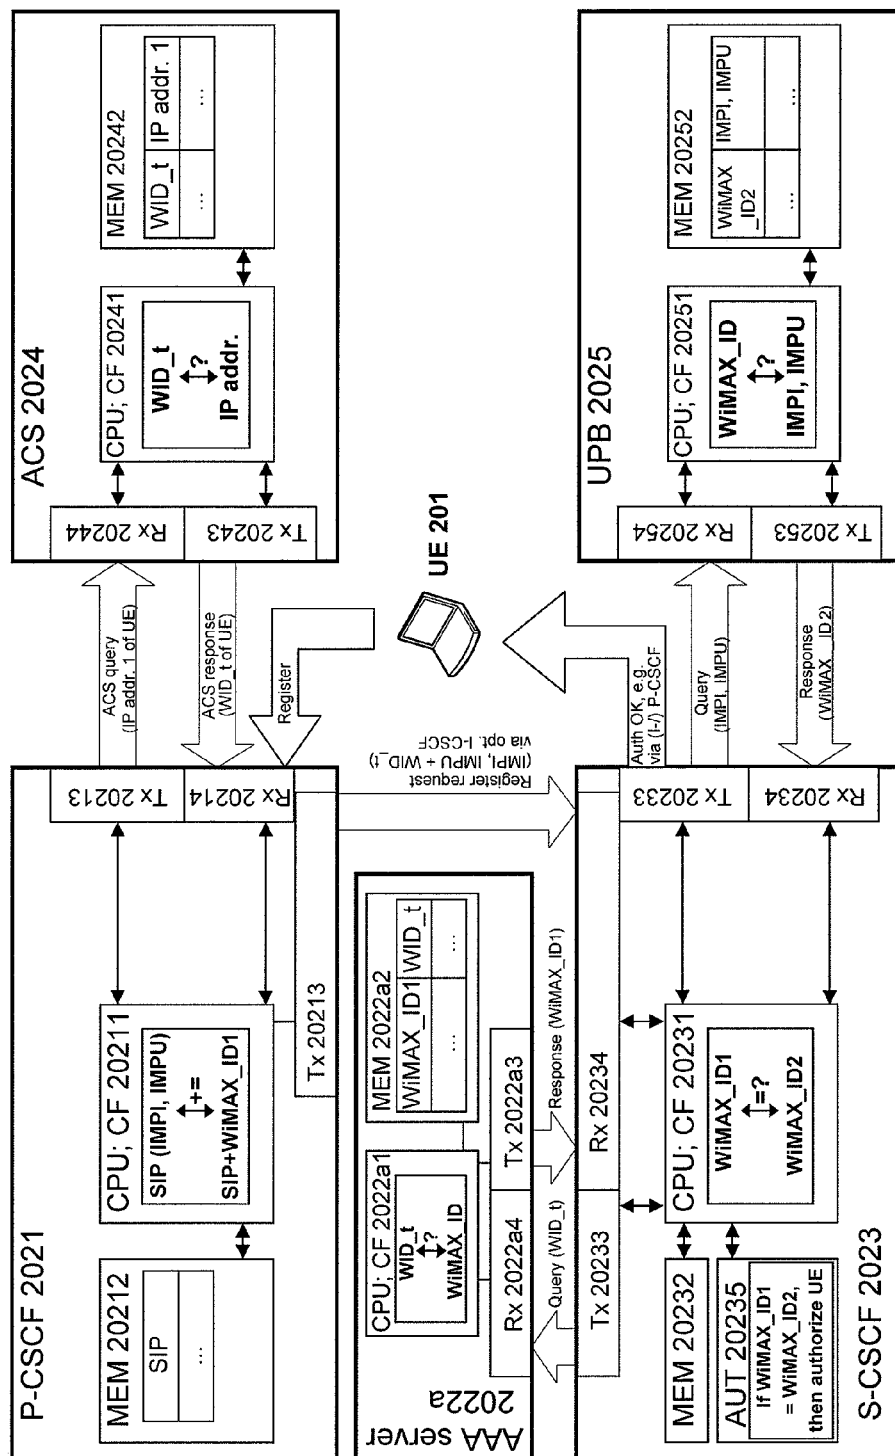 P-CSCF 2021
MEM 20212
SIP
...
CPU; CF 20211
SIP (IMPI, IMPU)
+=
SIP+WiMAX_ID1
Tx 20213
Tx 20213
Rx 20214
ACS query
(IP addr. 1 of UE)
ACS response
(WID_t of UE)
Register
ACS 2024
Rx 20244
Tx 20243
CPU; CF 20241
WID_t
?
IP addr.
MEM 20242
WID_t
IP addr. 1
...
...
UE 201
Register request
(IMPI, IMPU + WID_t)
via opt. I-CSCF
AAA server
2022a
CPU; CF 2022a1
WID_t
?
WiMAX_ID
MEM 2022a2
WiMAX_ID1
WID_t
...
...
Rx 2022a4
Tx 2022a3
Query (WID_t)
Response (WiMAX_ID1)
S-CSCF 2023
Tx 20233
Rx 20234
MEM 20232
AUT 20235
If WiMAX_ID1
= WiMAX_ID2,
then authorize UE
CPU; CF 20231
WiMAX_ID1
=?
WiMAX_ID2
Tx 20233
Rx 20234
Auth OK, e.g.
via (I-/) P-CSCF
Query
(IMPI, IMPU)
Response
(WiMAX_ID2)
UPB 2025
Rx 20254
Tx 20253
CPU; CF 20251
WiMAX_ID
?
IMPI, IMPU
MEM 20252
WiMAX
_ID2
IMPI, IMPU
...
...